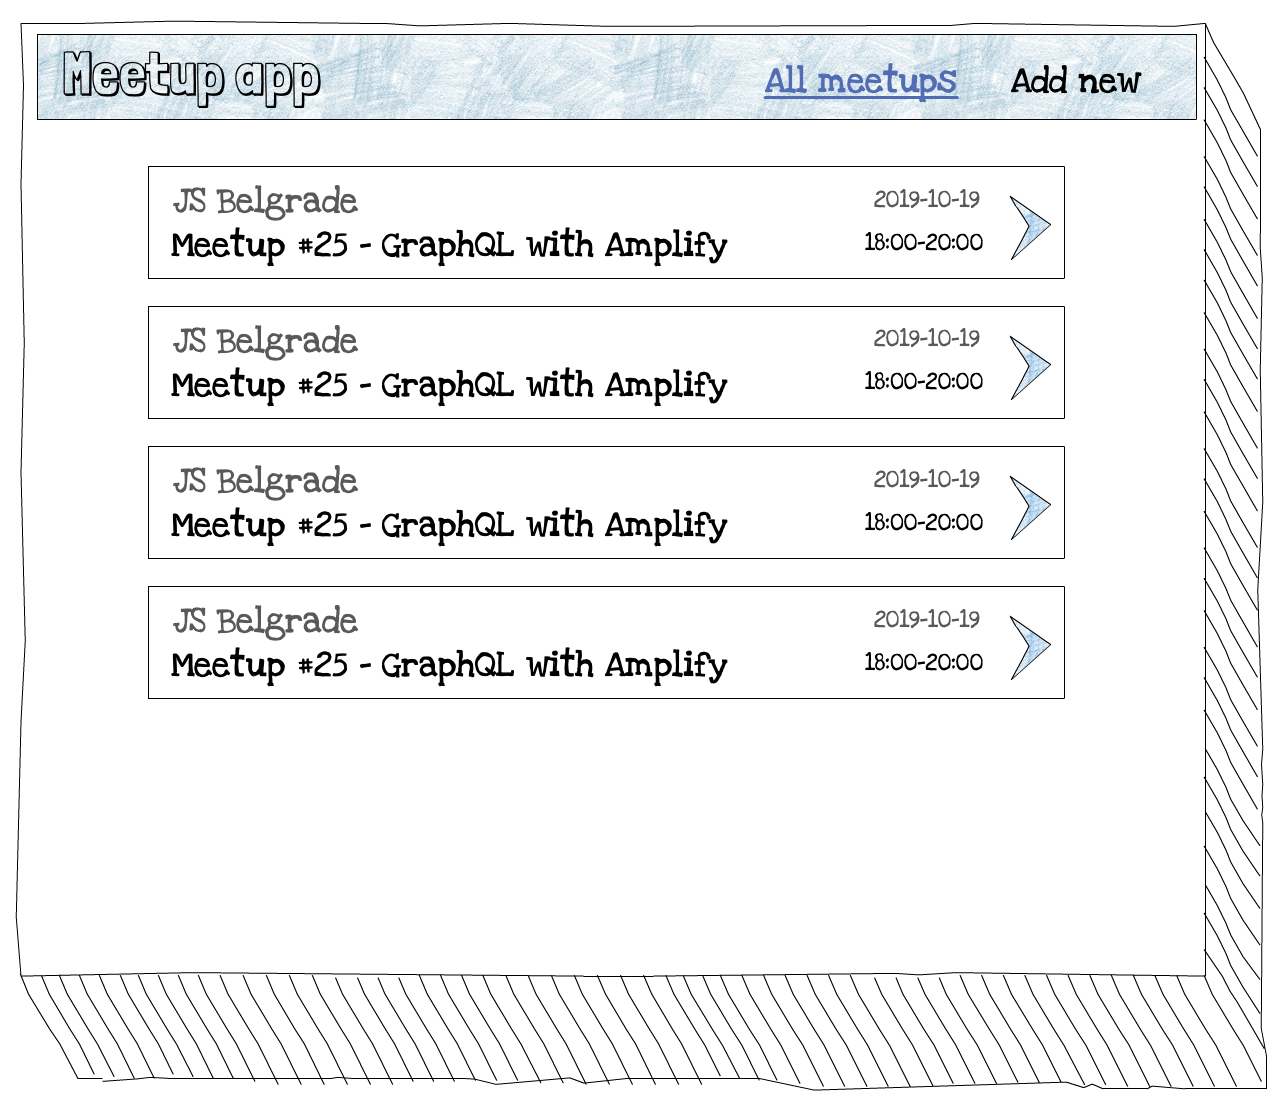 Meetup app
All meetups
Add new
JS Belgrade
2019-10-19
Meetup #25 - GraphQL with Amplify
18:00-20:00
JS Belgrade
2019-10-19
Meetup #25 - GraphQL with Amplify
18:00-20:00
JS Belgrade
2019-10-19
Meetup #25 - GraphQL with Amplify
18:00-20:00
JS Belgrade
2019-10-19
Meetup #25 - GraphQL with Amplify
18:00-20:00